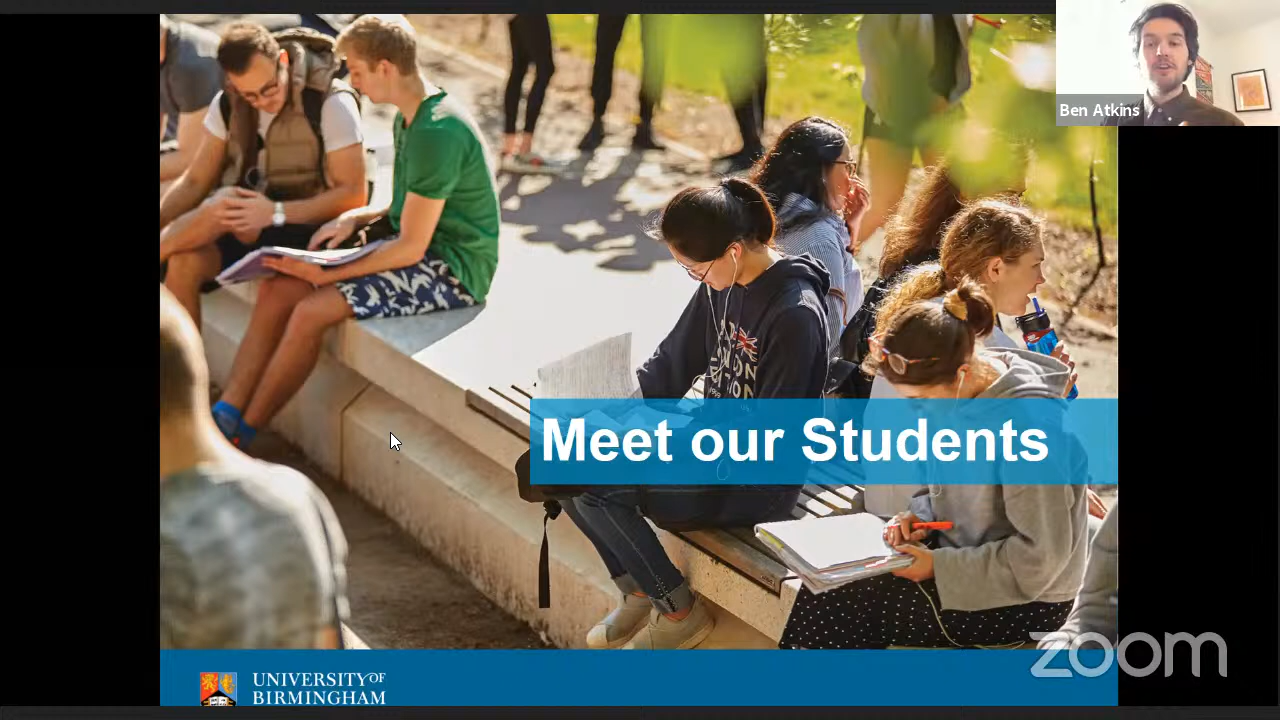 Ben Atkins
Meet our Students
UNIVERSITY OF
BIRMINGHAM
zoom